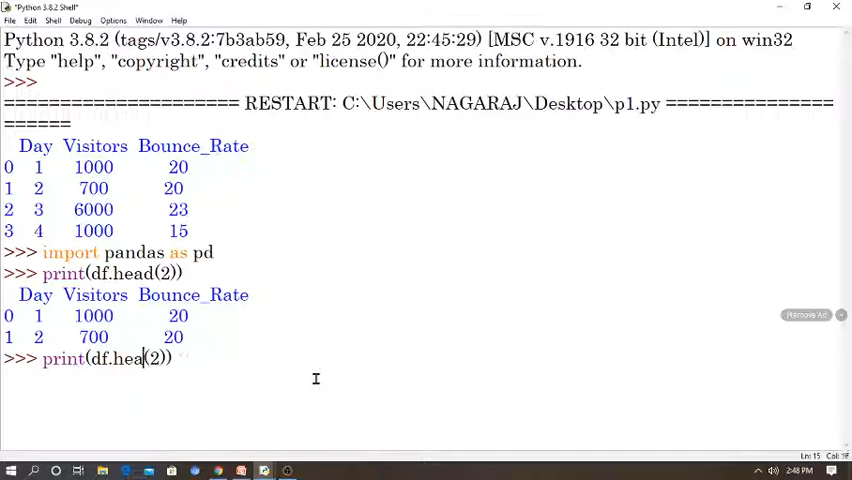 *Python 3.8.2 Shell*
File Edit Shell Debug Options Window Help
Python 3.8.2 (tags/v3.8.2:7b3ab59, Feb 25 2020, 22:45:29) [MSC v.1916 32 bit (Intel)] on win32
Type "help", "copyright", "credits" or "license()" for more information.
>>>
===================== RESTART: C:\Users\NAGARAJ\Desktop\p1.py ===============
======
Day Visitors Bounce_Rate
0 1 1000 20
1 2 700 20
2 3 6000 23
3 4 1000 15
>>> import pandas as pd
>>> print(df.head(2))
Day Visitors Bounce_Rate
0 1 1000 20
1 2 700 20
>>> print(df.hea(2))
Remove Ad
Ln: 15 Col: 16
2:48 PM